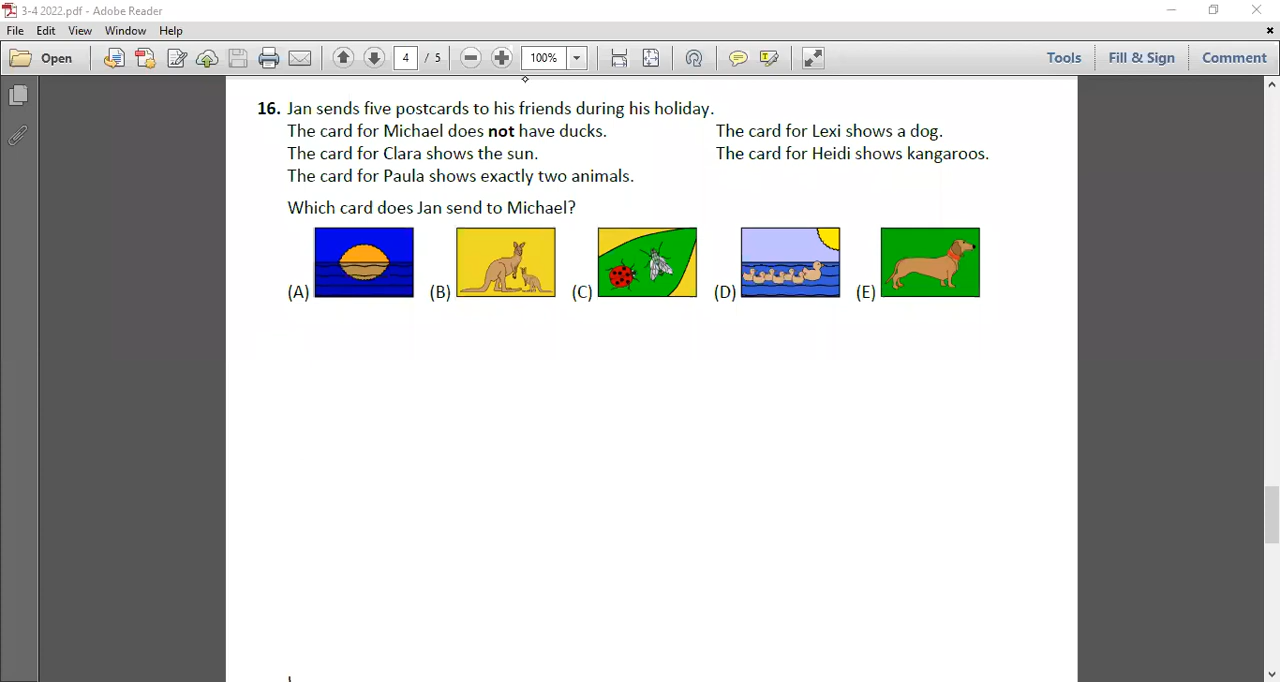 3-4 2022.pdf - Adobe Reader
File Edit View Window Help
Open 4 / 5 100% Tools Fill & Sign Comment
16. Jan sends five postcards to his friends during his holiday.
The card for Michael does not have ducks. The card for Lexi shows a dog.
The card for Clara shows the sun. The card for Heidi shows kangaroos.
The card for Paula shows exactly two animals.
Which card does Jan send to Michael?
(A) (B) (C) (D) (E)